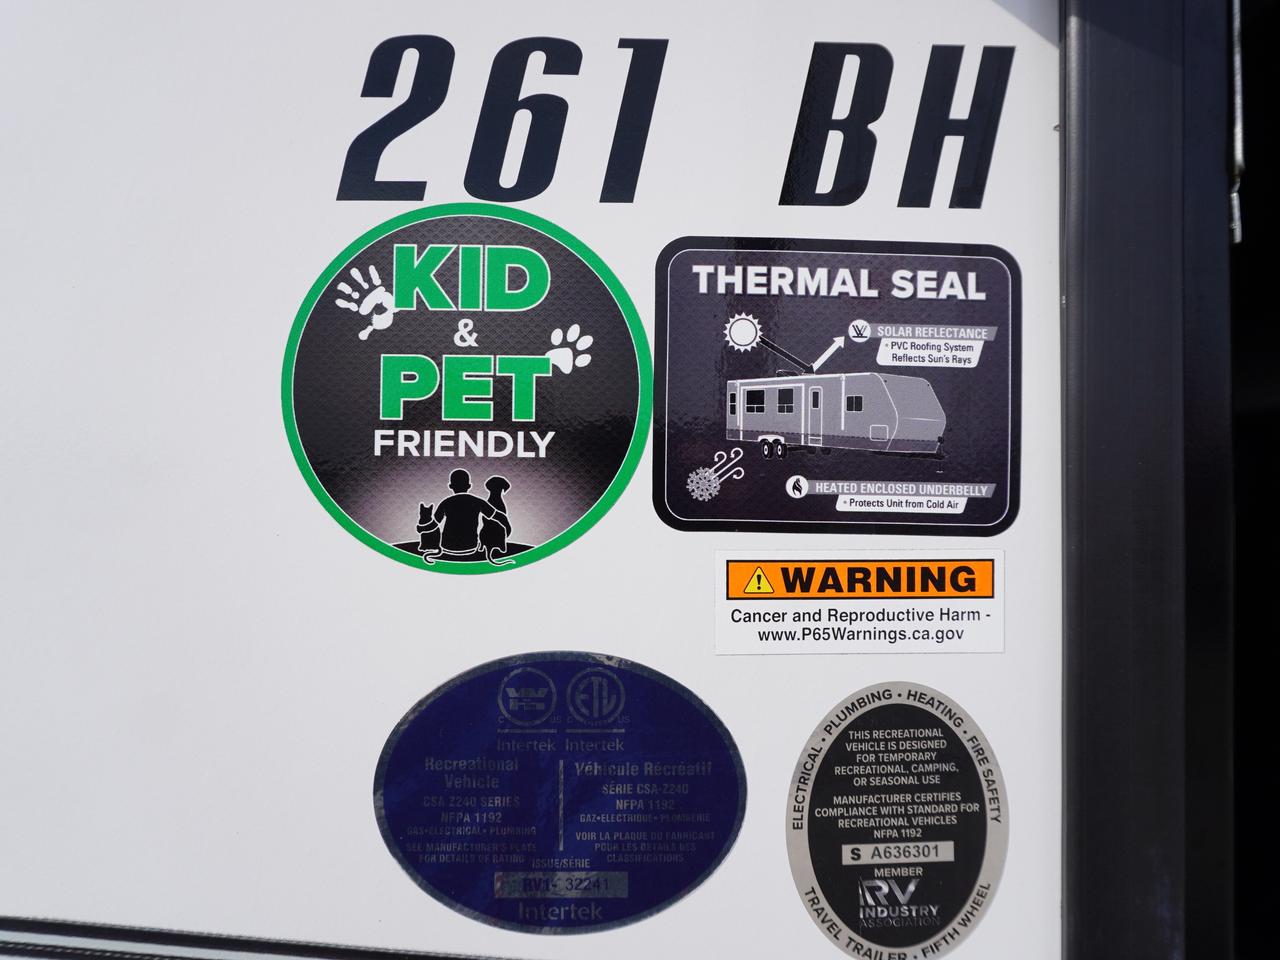 261 BH
KID
&
PET
FRIENDLY
THERMAL SEAL
SOLAR REFLECTANCE
• PVC Roofing System
Reflects Sun's Rays
HEATED ENCLOSED UNDERBELLY
• Protects Unit from Cold Air
WARNING
Cancer and Reproductive Harm -
www.P65Warnings.ca.gov
C US C ETL US
Intertek Intertek
Recreational
Vehicle
CSA Z240 SERIES
NFPA 1192
GAS•ELECTRICAL•PLUMBING
SEE MANUFACTURER'S PLATE
FOR DETAILS OF RATING
Véhicule Récréatif
SÉRIE CSA-Z240
NFPA 1192
GAZ•ELECTRIQUE•PLOMBERIE
VOIR LA PLAQUE DU FABRICANT
POUR LES DETAILS DES
CLASSIFICATIONS
ISSUE/SÉRIE
RV1- 32241
Intertek
ELECTRICAL • PLUMBING • HEATING • FIRE SAFETY
THIS RECREATIONAL
VEHICLE IS DESIGNED
FOR TEMPORARY
RECREATIONAL, CAMPING,
OR SEASONAL USE
MANUFACTURER CERTIFIES
COMPLIANCE WITH STANDARD FOR
RECREATIONAL VEHICLES
NFPA 1192
S A636301
MEMBER
RV
INDUSTRY
ASSOCIATION
TRAVEL TRAILER • FIFTH WHEEL